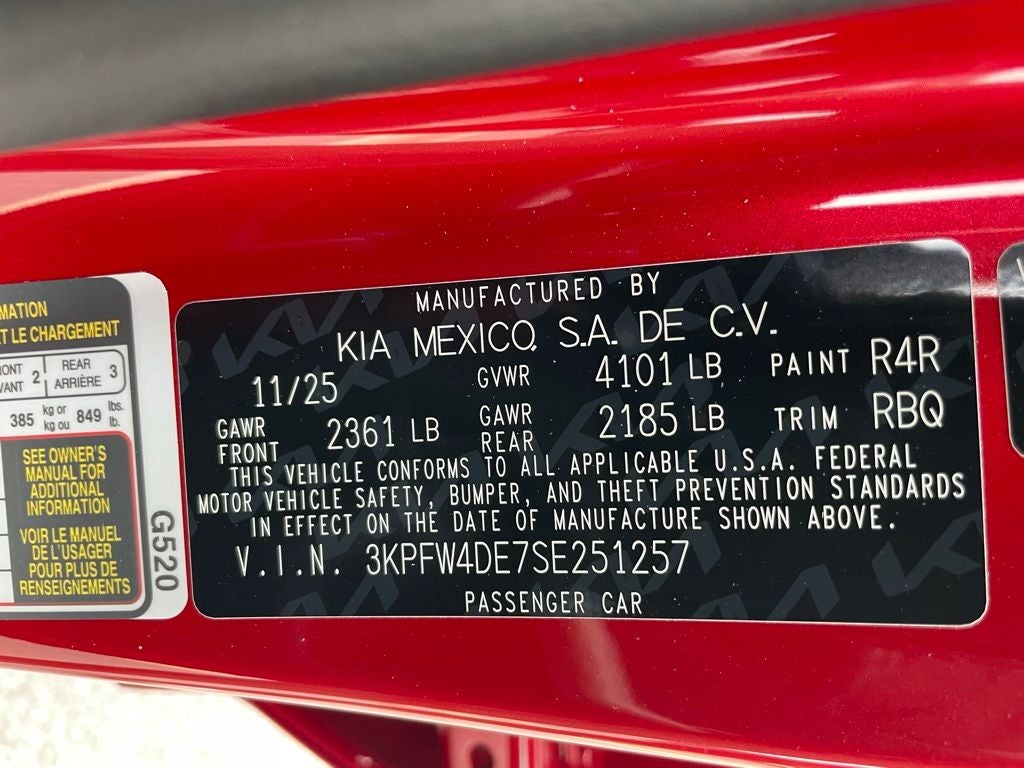 MATION
ET LE CHARGEMENT
RONT
VANT 2
REAR
ARRIÈRE 3
385 kg or
kg ou 849 lbs.
lb.
SEE OWNER'S
MANUAL FOR
ADDITIONAL
INFORMATION
VOIR LE MANUEL
DE L'USAGER
POUR PLUS DE
RENSEIGNEMENTS
G520
MANUFACTURED BY
KIA MEXICO, S.A. DE C.V.
11/25 GVWR 4101 LB PAINT R4R
GAWR
FRONT 2361 LB GAWR
REAR 2185 LB TRIM RBQ
THIS VEHICLE CONFORMS TO ALL APPLICABLE U.S.A. FEDERAL
MOTOR VEHICLE SAFETY, BUMPER, AND THEFT PREVENTION STANDARDS
IN EFFECT ON THE DATE OF MANUFACTURE SHOWN ABOVE.
V.I.N. 3KPFW4DE7SE251257
PASSENGER CAR